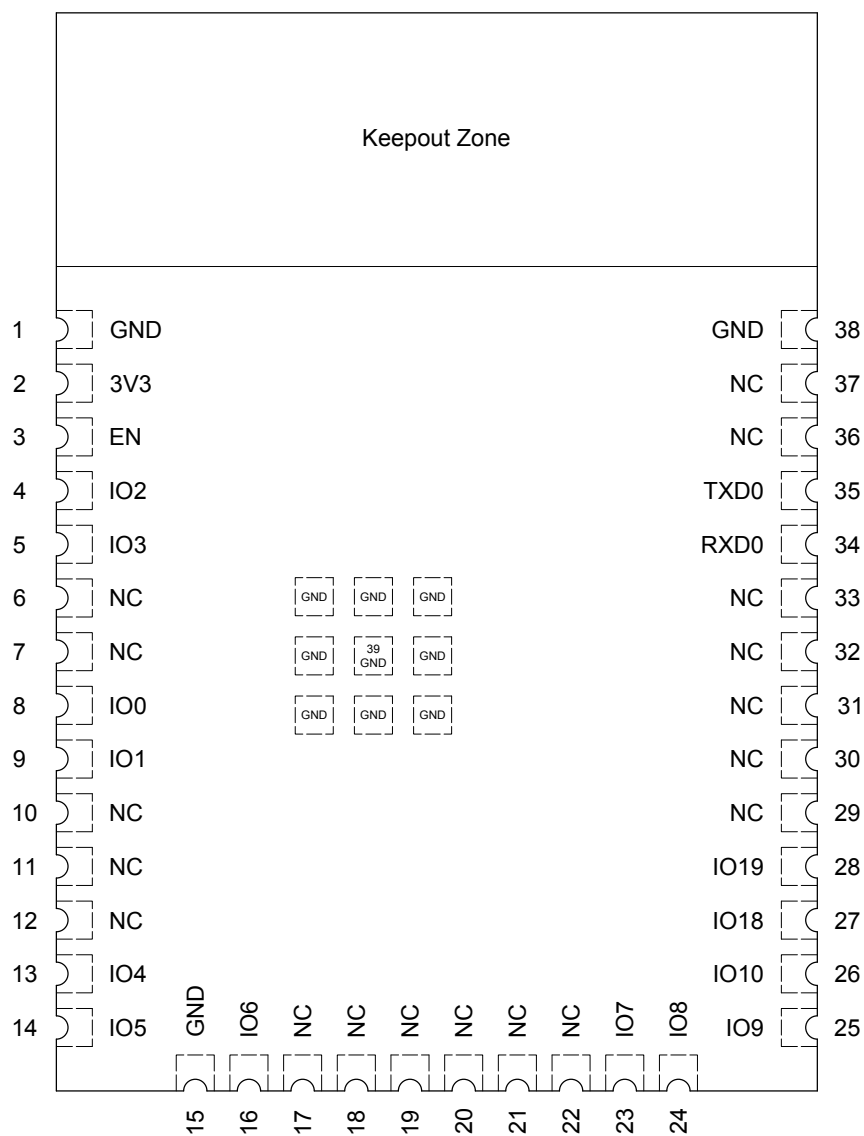 Keepout Zone
1 GND GND 38
2 3V3 NC 37
3 EN NC 36
4 IO2 TXD0 35
5 IO3 RXD0 34
6 NC GND GND GND NC 33
7 NC GND 39 GND GND NC 32
8 IO0 GND GND GND NC 31
9 IO1 NC 30
10 NC NC 29
11 NC IO19 28
12 NC IO18 27
13 IO4 IO10 26
14 IO5 IO9 25
GND IO6 NC NC NC NC NC NC IO7 IO8
15 16 17 18 19 20 21 22 23 24